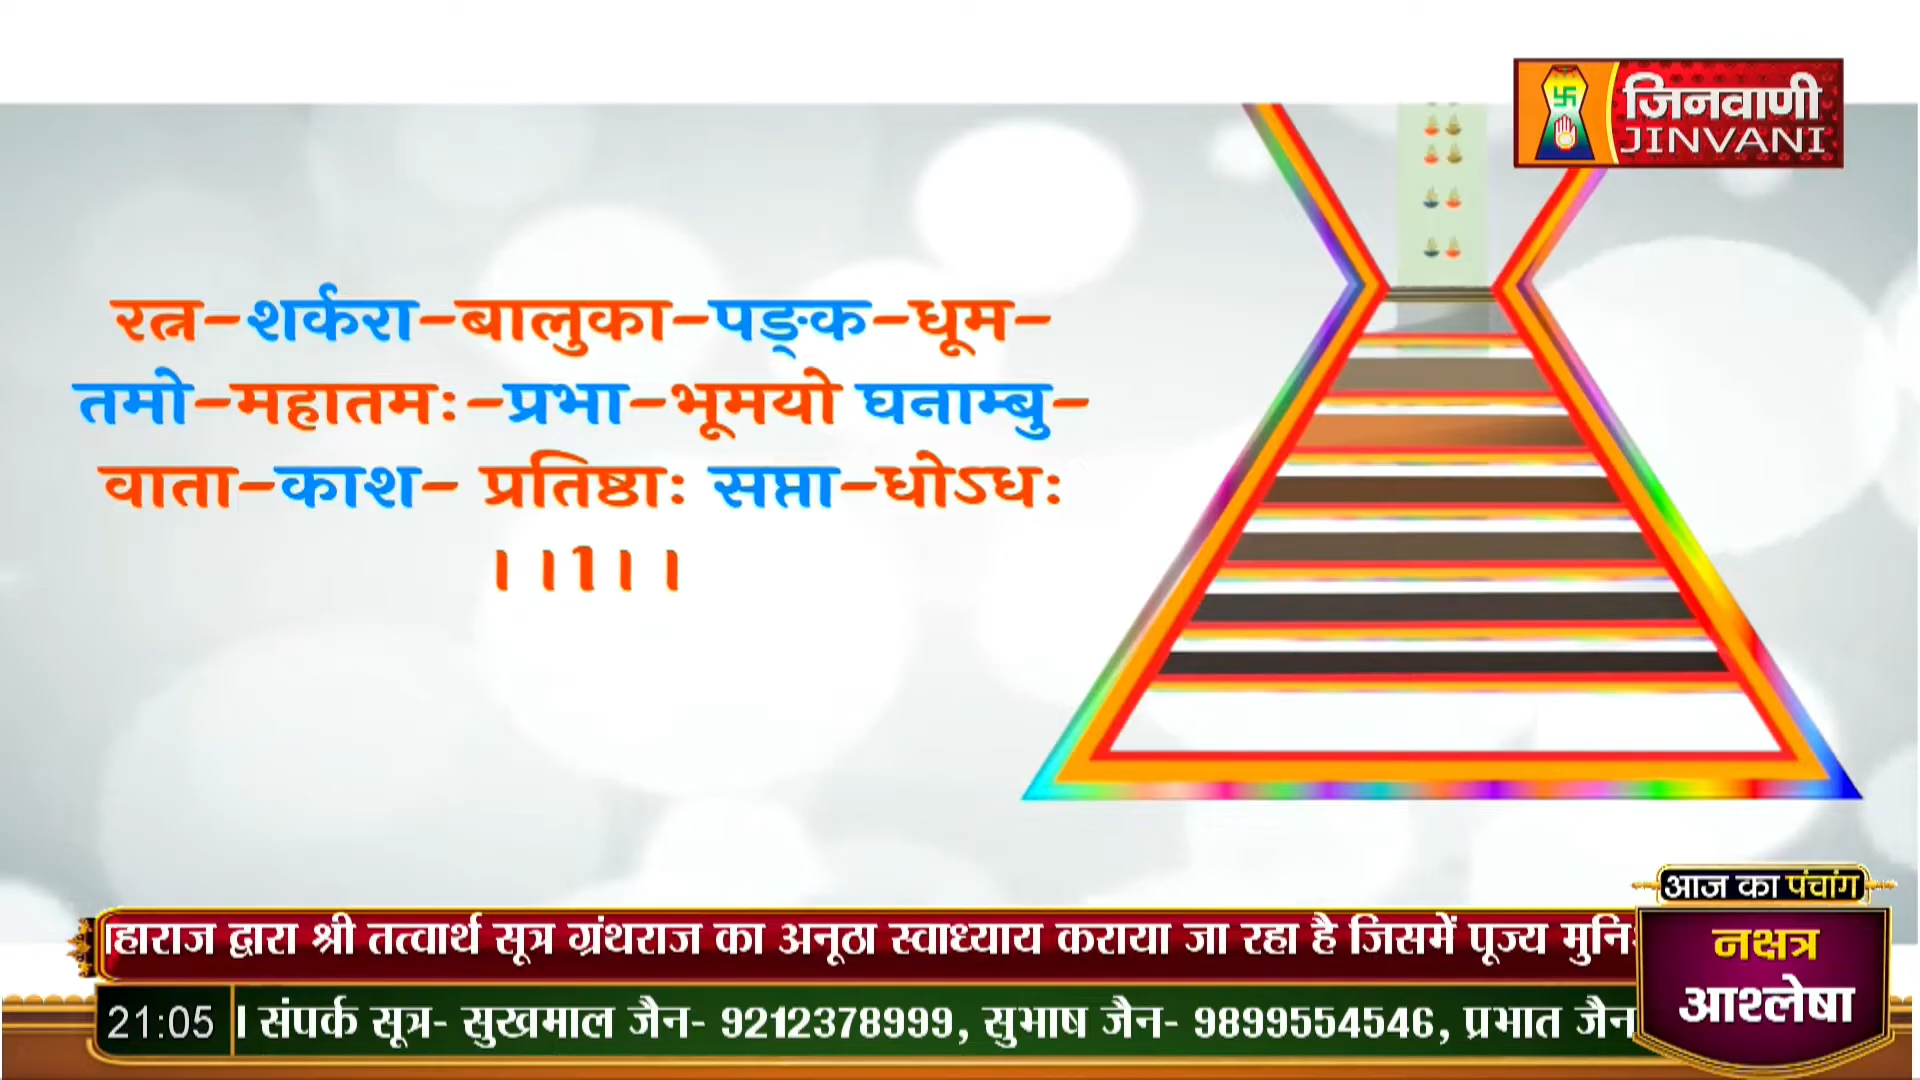 जिनवाणी
JINVANI
रत्न-शर्करा-बालुका-पङ्क-धूम-
तमो-महातमः-प्रभा-भूमयो घनाम्बु-
वाता-काश- प्रतिष्ठाः सप्ता-धोऽधः
।।1।।
आज का पंचांग
हाराज द्वारा श्री तत्वार्थ सूत्र ग्रंथराज का अनूठा स्वाध्याय कराया जा रहा है जिसमें पूज्य मुनि
नक्षत्र
आश्लेषा
21:05 । संपर्क सूत्र- सुखमाल जैन- 9212378999, सुभाष जैन- 9899554546, प्रभात जैन